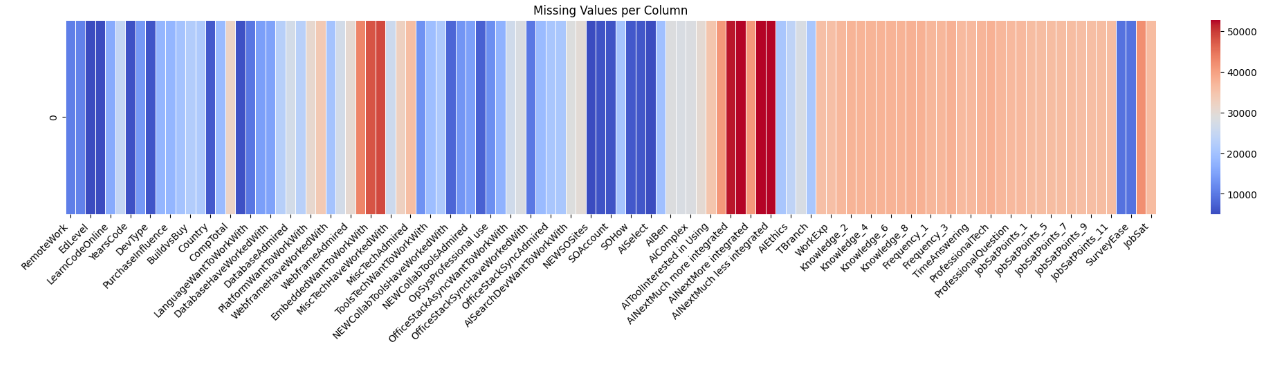 Missing Values per Column
0
RemoteWork
EdLevel
LearnCodeOnline
YearsCode
DevType
PurchaseInfluence
BuildvsBuy
Country
CompTotal
LanguageWantToWorkWith
DatabaseHaveWorkedWith
DatabaseAdmired
PlatformWantToWorkWith
WebframeHaveWorkedWith
WebframeAdmired
EmbeddedWantToWorkWith
MiscTechHaveWorkedWith
MiscTechAdmired
ToolsTechWantToWorkWith
NEWCollabToolsHaveWorkedWith
NEWCollabToolsAdmired
OpSysProfessional use
OfficeStackAsyncWantToWorkWith
OfficeStackSyncHaveWorkedWith
OfficeStackSyncAdmired
AISearchDevWantToWorkWith
NEWSOSites
SOAccount
SOHow
AISelect
AIBen
AIComplex
AIToolInterested in Using
AINextMuch more integrated
AINextMore integrated
AINextMuch less integrated
AIEthics
TBranch
WorkExp
Knowledge_2
Knowledge_4
Knowledge_6
Knowledge_8
Frequency_1
Frequency_3
TimeAnswering
ProfessionalTech
ProfessionalQuestion
JobSatPoints_1
JobSatPoints_5
JobSatPoints_7
JobSatPoints_9
JobSatPoints_11
SurveyEase
JobSat
50000
40000
30000
20000
10000